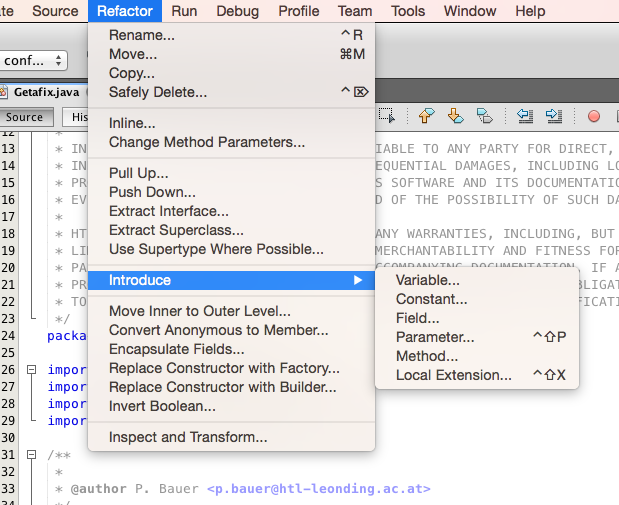 Source Refactor Run Debug Profile Team Tools Window Help
conf...
Getafix.java
Source His
Rename... ⌃R
Move... ⌘M
Copy...
Safely Delete... ⌃⌦
Inline...
Change Method Parameters...
Pull Up...
Push Down...
Extract Interface...
Extract Superclass...
Use Supertype Where Possible...
Introduce ▶
Move Inner to Outer Level...
Convert Anonymous to Member...
Encapsulate Fields...
Replace Constructor with Factory...
Replace Constructor with Builder...
Invert Boolean...
Inspect and Transform...
Variable...
Constant...
Field...
Parameter... ⌃⇧P
Method...
Local Extension... ⌃⇧X
12 *
13 * IN IABLE TO ANY PARTY FOR DIRECT,
14 * IN EQUENTIAL DAMAGES, INCLUDING LO
15 * PR S SOFTWARE AND ITS DOCUMENTATIO
16 * EV D OF THE POSSIBILITY OF SUCH DA
17 *
18 * HT ANY WARRANTIES, INCLUDING, BUT
19 * LI MERCHANTABILITY AND FITNESS FOR
20 * PA DOCUMENTATION, IF A
21 * PR BLIGAT
22 * TO FICATI
23 */
24 packa
25
26 impor
27 impor
28 impor
29 impor
30
31 /**
32 *
33 * @author P. Bauer <p.bauer@htl-leonding.ac.at>
34 */